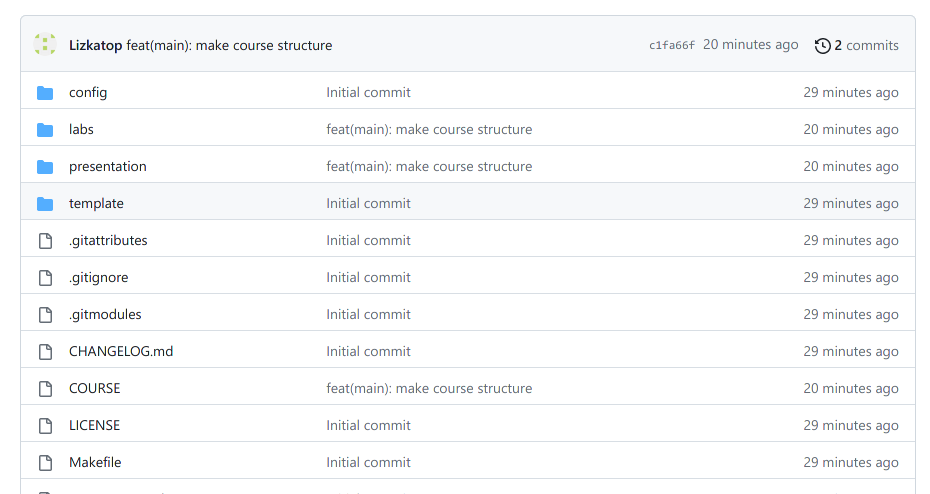 Lizkatop feat(main): make course structure c1fa66f 20 minutes ago 2 commits
config Initial commit 29 minutes ago
labs feat(main): make course structure 20 minutes ago
presentation feat(main): make course structure 20 minutes ago
template Initial commit 29 minutes ago
.gitattributes Initial commit 29 minutes ago
.gitignore Initial commit 29 minutes ago
.gitmodules Initial commit 29 minutes ago
CHANGELOG.md Initial commit 29 minutes ago
COURSE feat(main): make course structure 20 minutes ago
LICENSE Initial commit 29 minutes ago
Makefile Initial commit 29 minutes ago